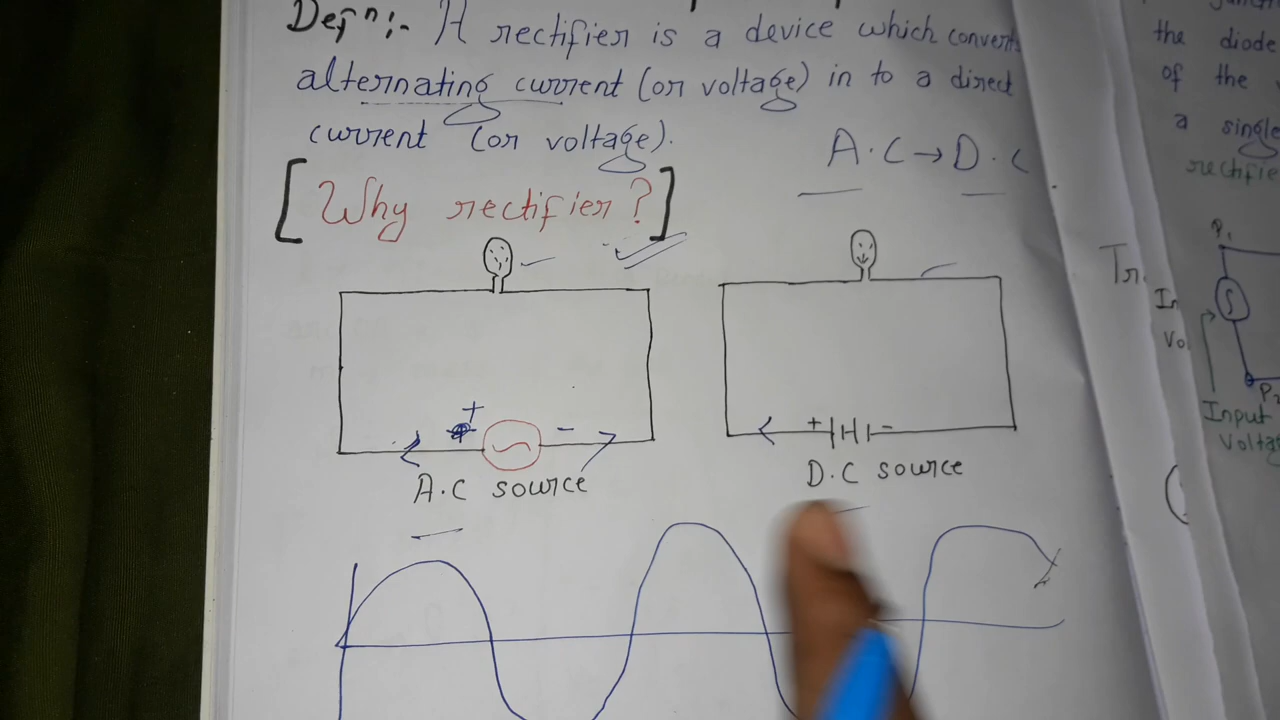 Defn:- A rectifier is a device which converts
alternating current (or voltage) in to a direct
current (or voltage).
A.C → D.C
[Why rectifier?]
+ -
A.C source
+ -
D.C source
the diode
of the
a single
P1
Input
Voltage